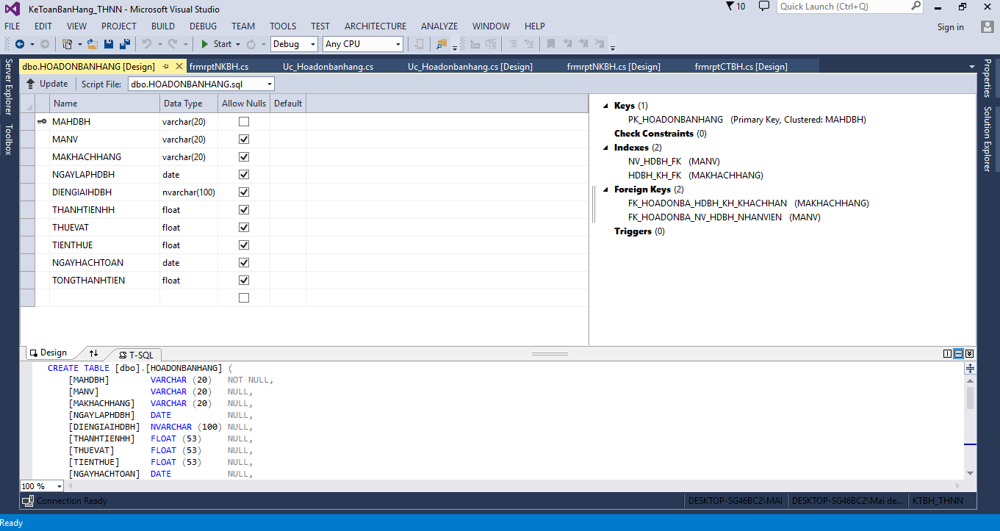 KeToanBanHang_THNN - Microsoft Visual Studio
10
Quick Launch (Ctrl+Q)
FILE EDIT VIEW PROJECT BUILD DEBUG TEAM TOOLS TEST ARCHITECTURE ANALYZE WINDOW HELP
Sign in
Start Debug Any CPU
Server Explorer
Toolbox
dbo.HOADONBANHANG [Design] frmrptNKBH.cs Uc_Hoadonbanhang.cs Uc_Hoadonbanhang.cs [Design] frmrptNKBH.cs [Design] frmrptCTBH.cs [Design]
Properties
Solution Explorer
Update Script File: dbo.HOADONBANHANG.sql
Name Data Type Allow Nulls Default
MAHDBH varchar(20)
MANV varchar(20)
MAKHACHHANG varchar(20)
NGAYLAPHDBH date
DIENGIAIHDBH nvarchar(100)
THANHTIENHH float
THUEVAT float
TIENTHUE float
NGAYHACHTOAN date
TONGTHANHTIEN float
Keys (1)
PK_HOADONBANHANG (Primary Key, Clustered: MAHDBH)
Check Constraints (0)
Indexes (2)
NV_HDBH_FK (MANV)
HDBH_KH_FK (MAKHACHHANG)
Foreign Keys (2)
FK_HOADONBA_HDBH_KH_KHACHHAN (MAKHACHHANG)
FK_HOADONBA_NV_HDBH_NHANVIEN (MANV)
Triggers (0)
Design T-SQL
CREATE TABLE [dbo].[HOADONBANHANG] (
[MAHDBH] VARCHAR (20) NOT NULL,
[MANV] VARCHAR (20) NULL,
[MAKHACHHANG] VARCHAR (20) NULL,
[NGAYLAPHDBH] DATE NULL,
[DIENGIAIHDBH] NVARCHAR (100) NULL,
[THANHTIENHH] FLOAT (53) NULL,
[THUEVAT] FLOAT (53) NULL,
[TIENTHUE] FLOAT (53) NULL,
[NGAYHACHTOAN] DATE NULL,
100 %
Connection Ready DESKTOP-SG46BC2\MAI DESKTOP-SG46BC2\Mai de... KTBH_THNN
Ready